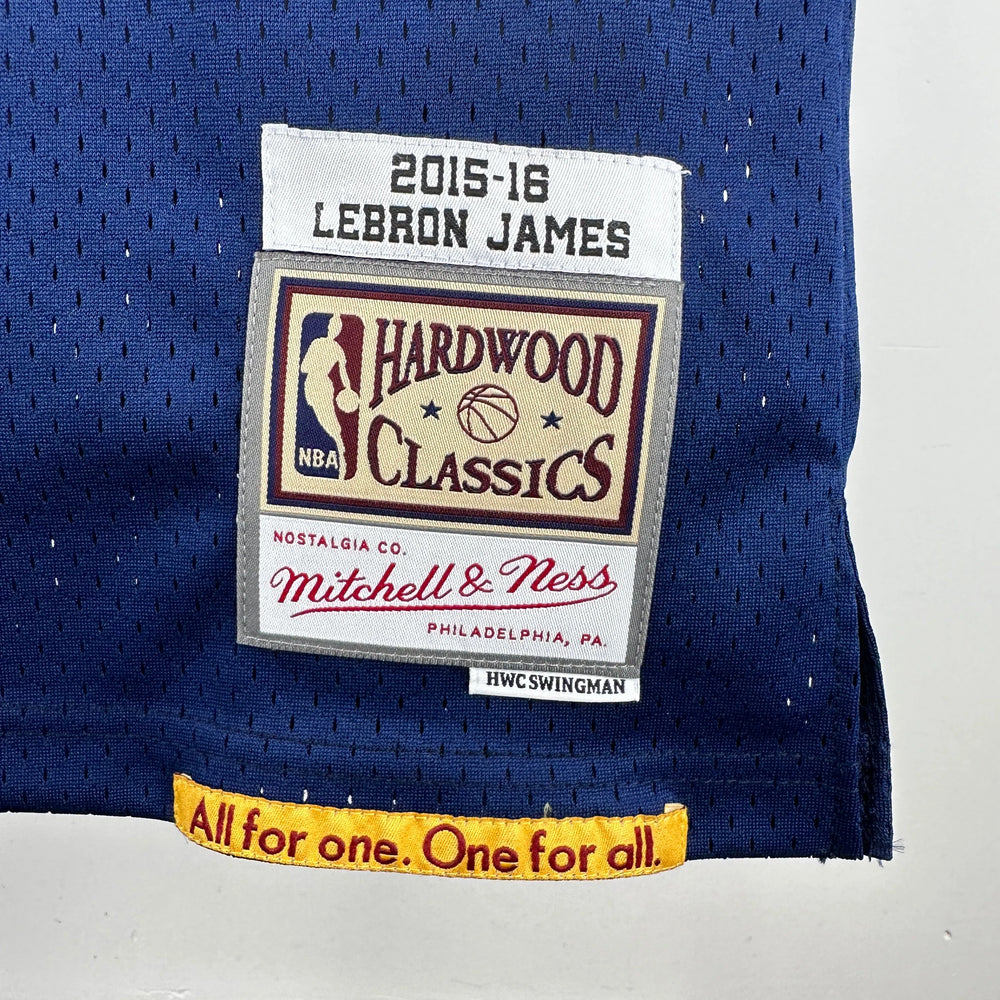 2015-16
LEBRON JAMES
HARDWOOD
CLASSICS
NBA
NOSTALGIA CO.
Mitchell & Ness
PHILADELPHIA, PA.
HWC SWINGMAN
All for one. One for all.